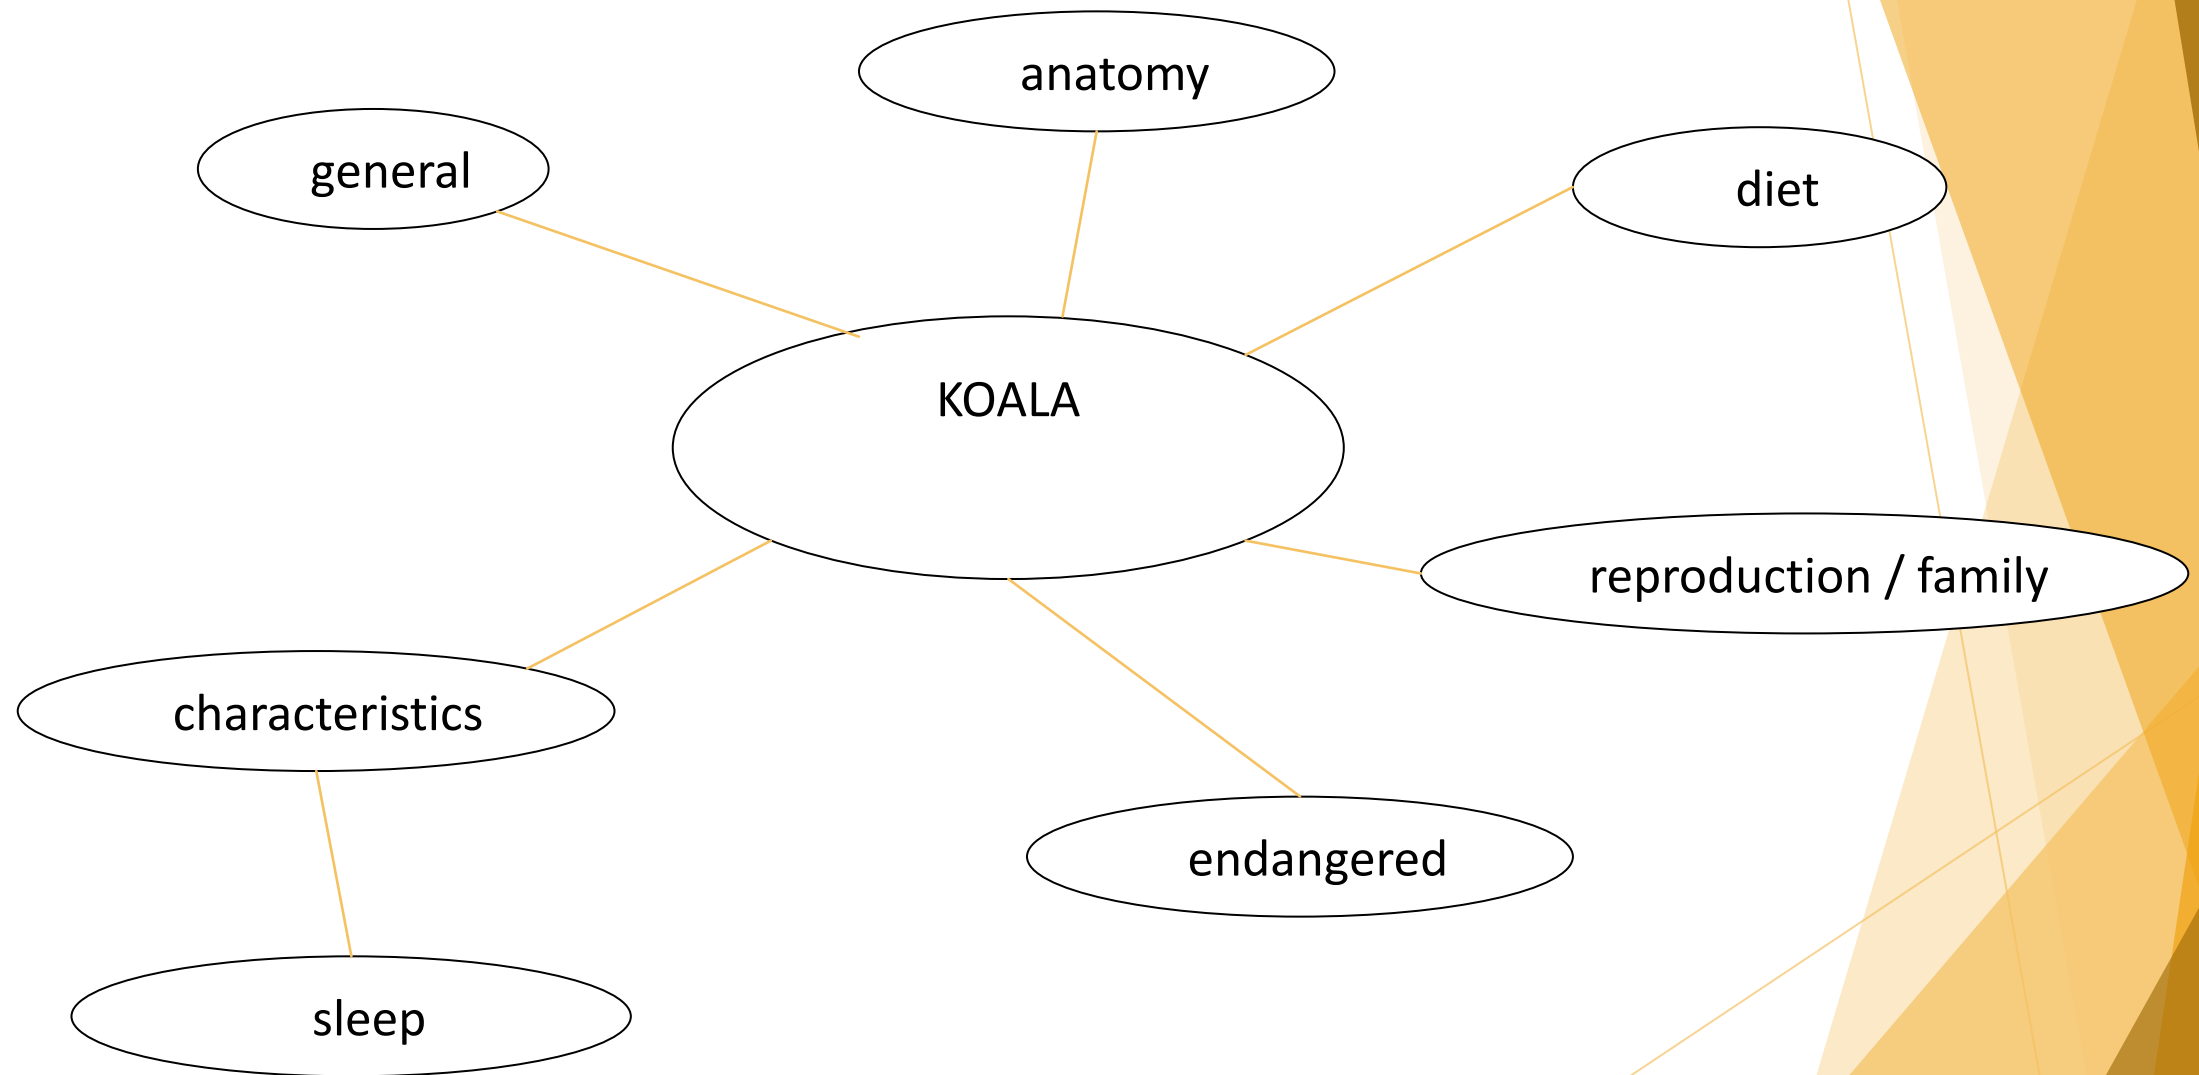 anatomy
general
diet
KOALA
reproduction / family
characteristics
endangered
sleep